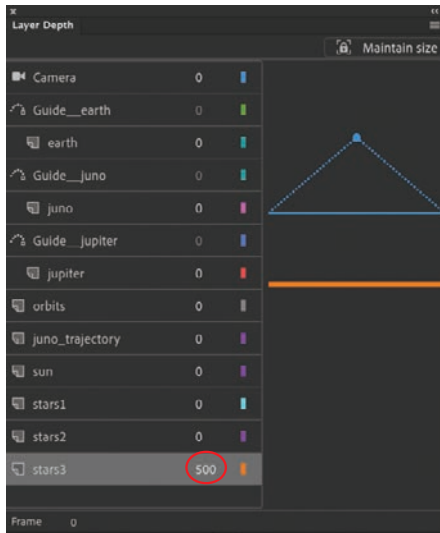 Layer Depth
Maintain size
Camera 0
Guide__earth 0
earth 0
Guide__juno 0
juno 0
Guide__jupiter 0
jupiter 0
orbits 0
juno_trajectory 0
sun 0
stars1 0
stars2 0
stars3 500
Frame 0